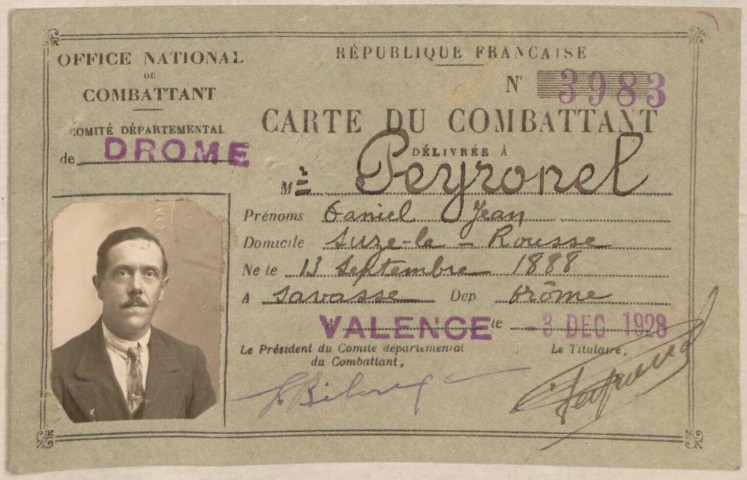 OFFICE NATIONAL
DU
COMBATTANT
COMITÉ DÉPARTEMENTAL
de DROME
RÉPUBLIQUE FRANÇAISE
N° 3983
CARTE DU COMBATTANT
DÉLIVRÉE À
Mr Peyronel
Prénoms Daniel Jean
Domicile Suze-la-Rousse
Né le 13 Septembre 1888
A Savasse Dep Drôme
A VALENCE le -3 DEC 1928
Le Président du Comité départemental
du Combattant,
Le Titulaire,
Peyronel